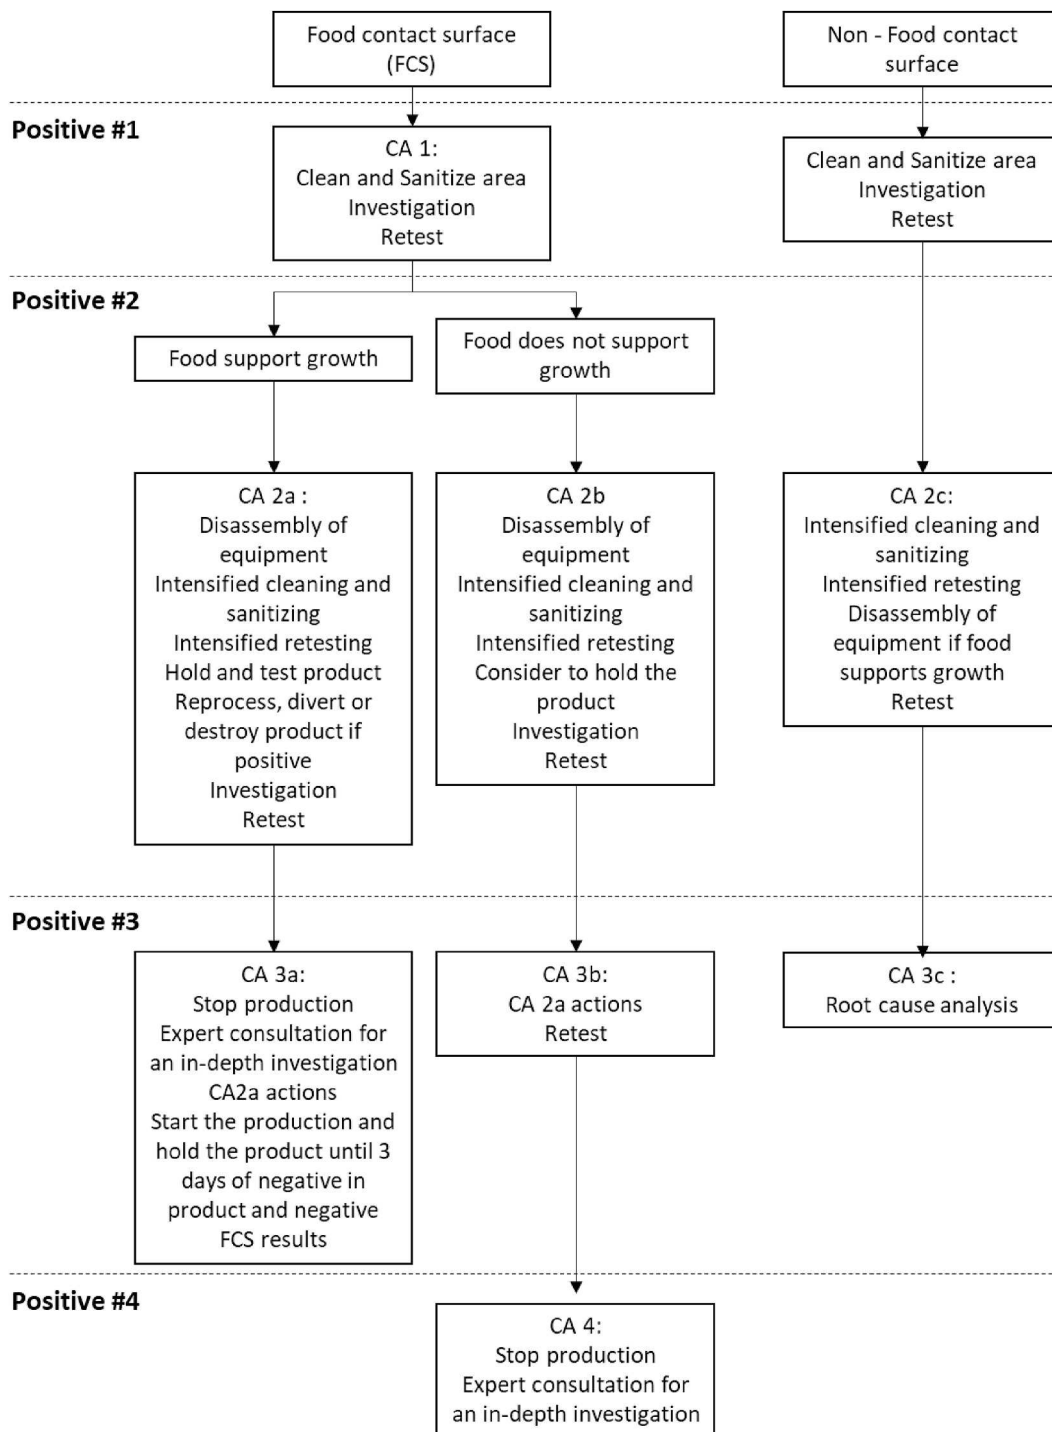 Food contact surface
(FCS)
Non - Food contact
surface
Positive #1
CA 1:
Clean and Sanitize area
Investigation
Retest
Clean and Sanitize area
Investigation
Retest
Positive #2
Food support growth
Food does not support
growth
CA 2a :
Disassembly of
equipment
Intensified cleaning and
sanitizing
Intensified retesting
Hold and test product
Reprocess, divert or
destroy product if
positive
Investigation
Retest
CA 2b
Disassembly of
equipment
Intensified cleaning and
sanitizing
Intensified retesting
Consider to hold the
product
Investigation
Retest
CA 2c:
Intensified cleaning and
sanitizing
Intensified retesting
Disassembly of
equipment if food
supports growth
Retest
Positive #3
CA 3a:
Stop production
Expert consultation for
an in-depth investigation
CA2a actions
Start the production and
hold the product until 3
days of negative in
product and negative
FCS results
CA 3b:
CA 2a actions
Retest
CA 3c :
Root cause analysis
Positive #4
CA 4:
Stop production
Expert consultation for
an in-depth investigation